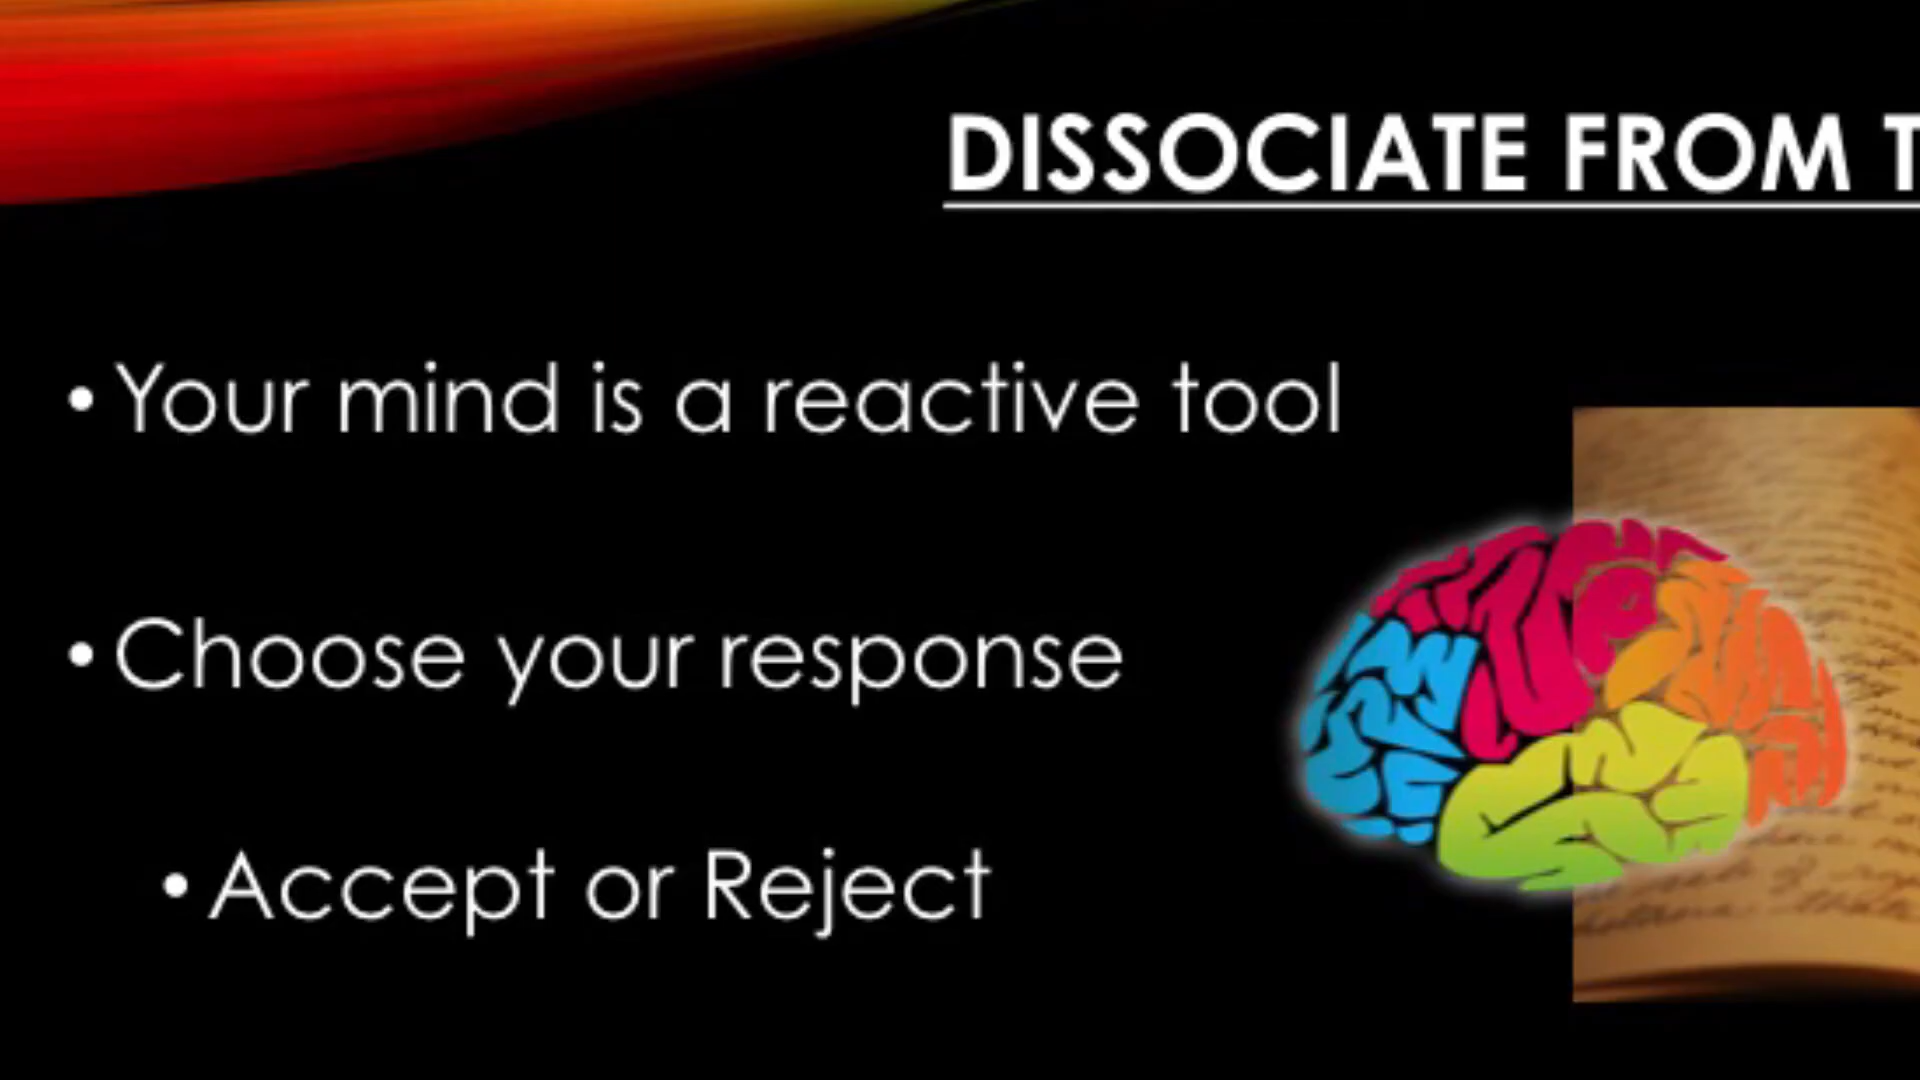 DISSOCIATE FROM T
• Your mind is a reactive tool
• Choose your response
• Accept or Reject